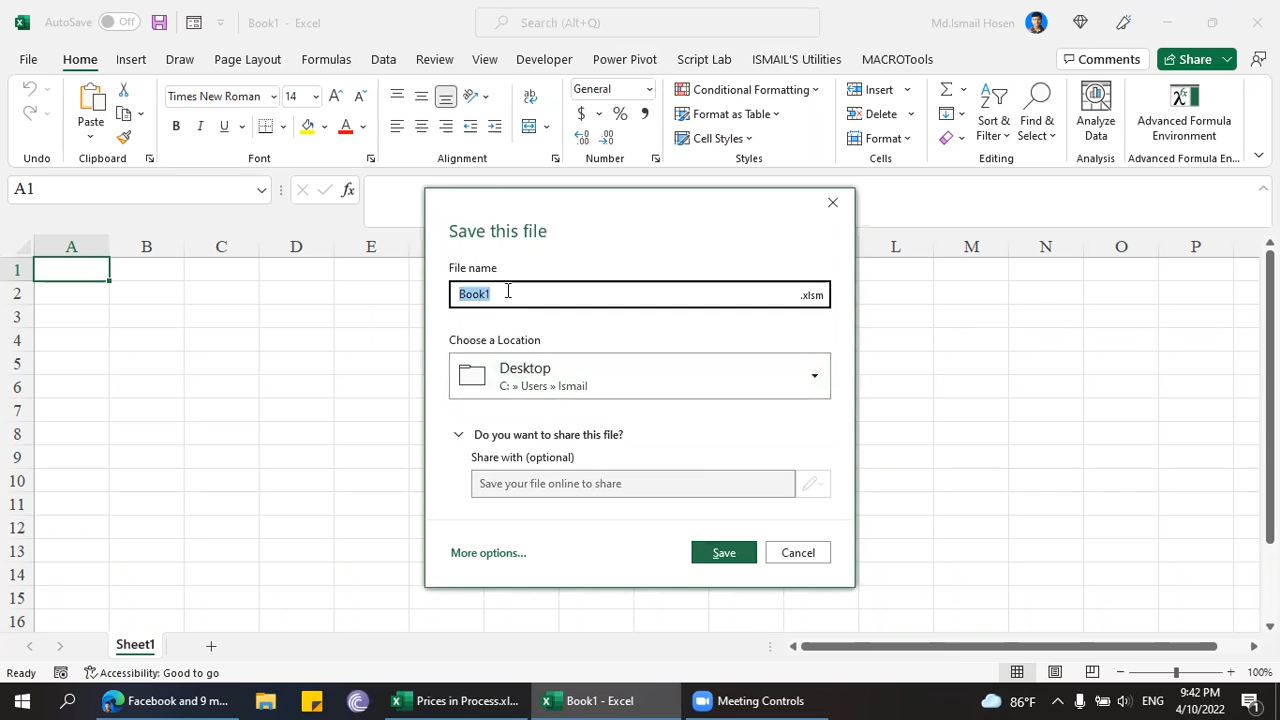 AutoSave Off Book1 - Excel Search (Alt+Q) Md.Ismail Hosen
File Home Insert Draw Page Layout Formulas Data Review View Developer Power Pivot Script Lab ISMAIL'S Utilities MACROTools Comments Share
Paste Times New Roman 14 General Conditional Formatting Insert Sort & Find & Analyze Advanced Formula
Format as Table Delete Filter Select Data Environment
B I U A $ % , Cell Styles Format
Undo Clipboard Font Alignment Number Styles Cells Editing Analysis Advanced Formula En...
A1 fx
A B C D E L M N O P
1
2
3
4
5
6
7
8
9
10
11
12
13
14
15
16
Save this file
File name
Book1 .xlsm
Choose a Location
Desktop
C: » Users » Ismail
Do you want to share this file?
Share with (optional)
Save your file online to share
More options... Save Cancel
Sheet1
Ready Accessibility: Good to go 100%
Facebook and 9 m... Prices in Process.xl... Book1 - Excel Meeting Controls 86°F ENG 9:42 PM
4/10/2022 1